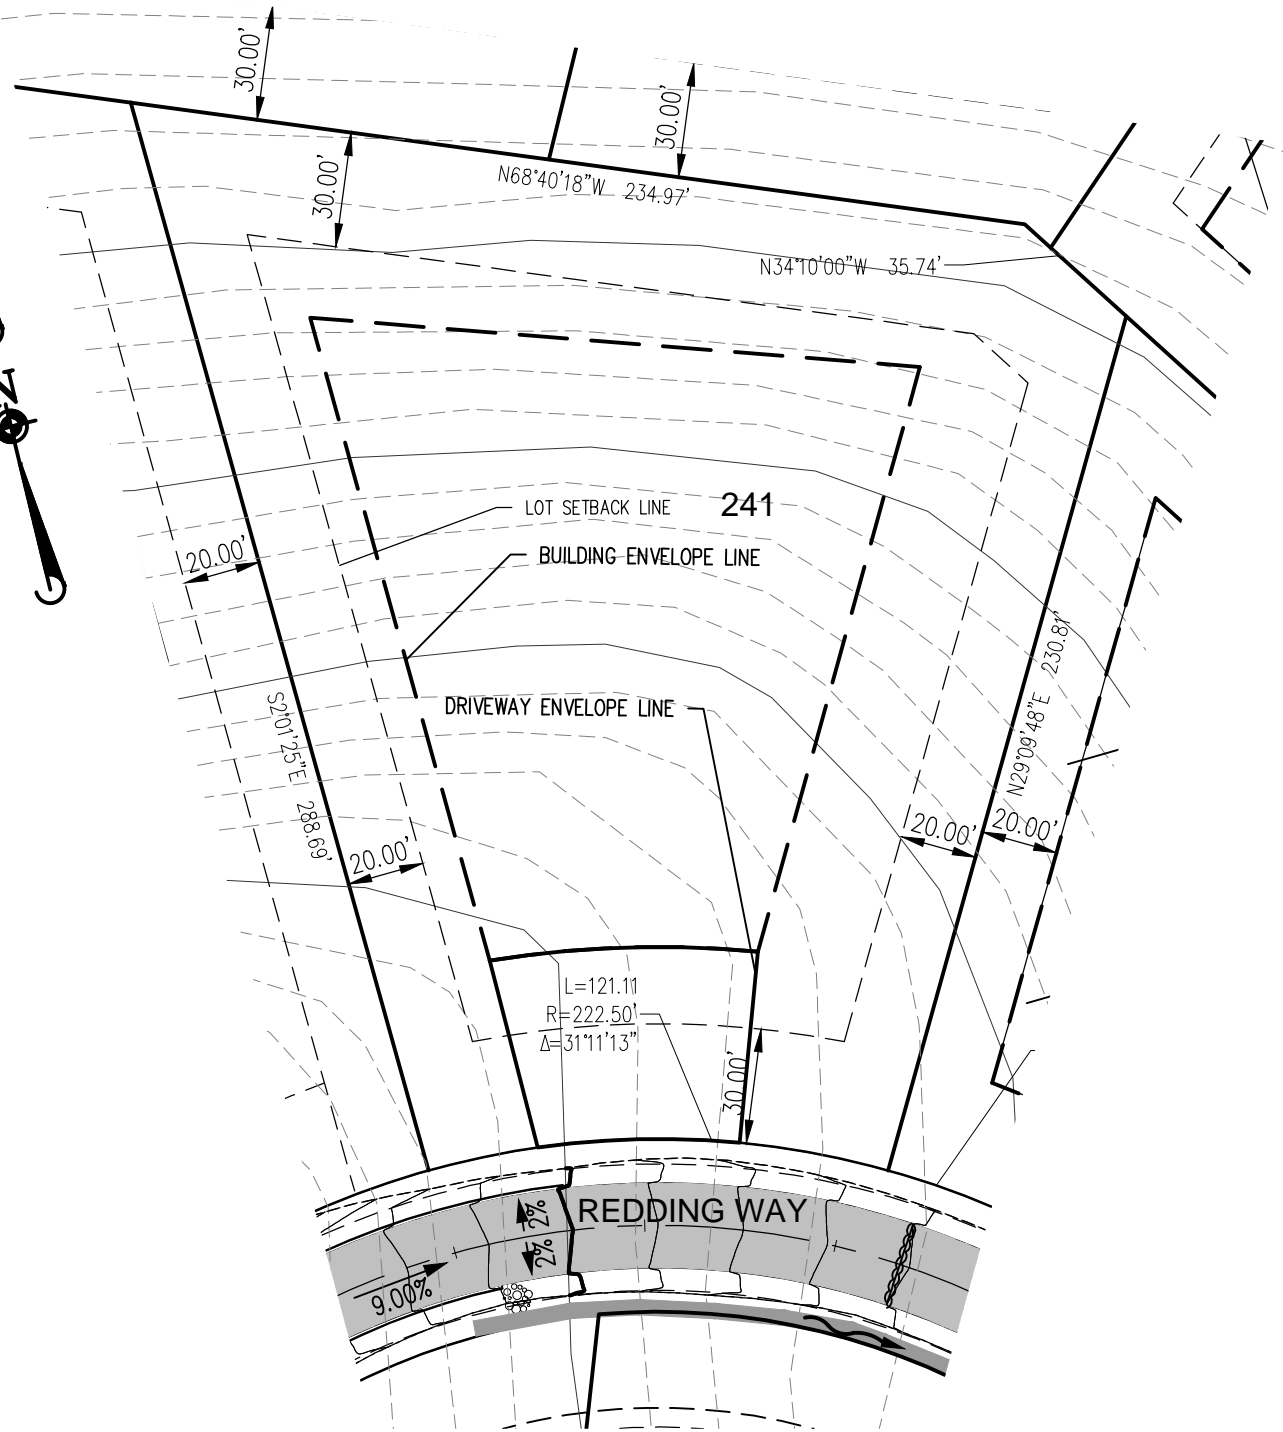 30.00'
30.00'
30.00'
N68°40'18"W 234.97'
N34°10'00"W 35.74'
N
LOT SETBACK LINE
241
BUILDING ENVELOPE LINE
20.00'
DRIVEWAY ENVELOPE LINE
S2°01'25"E 288.69'
N29°09'48"E 230.81'
20.00'
20.00'
20.00'
L=121.11'
R=222.50'
Δ=31°11'13"
30.00'
REDDING WAY
2%
2%
9.00%